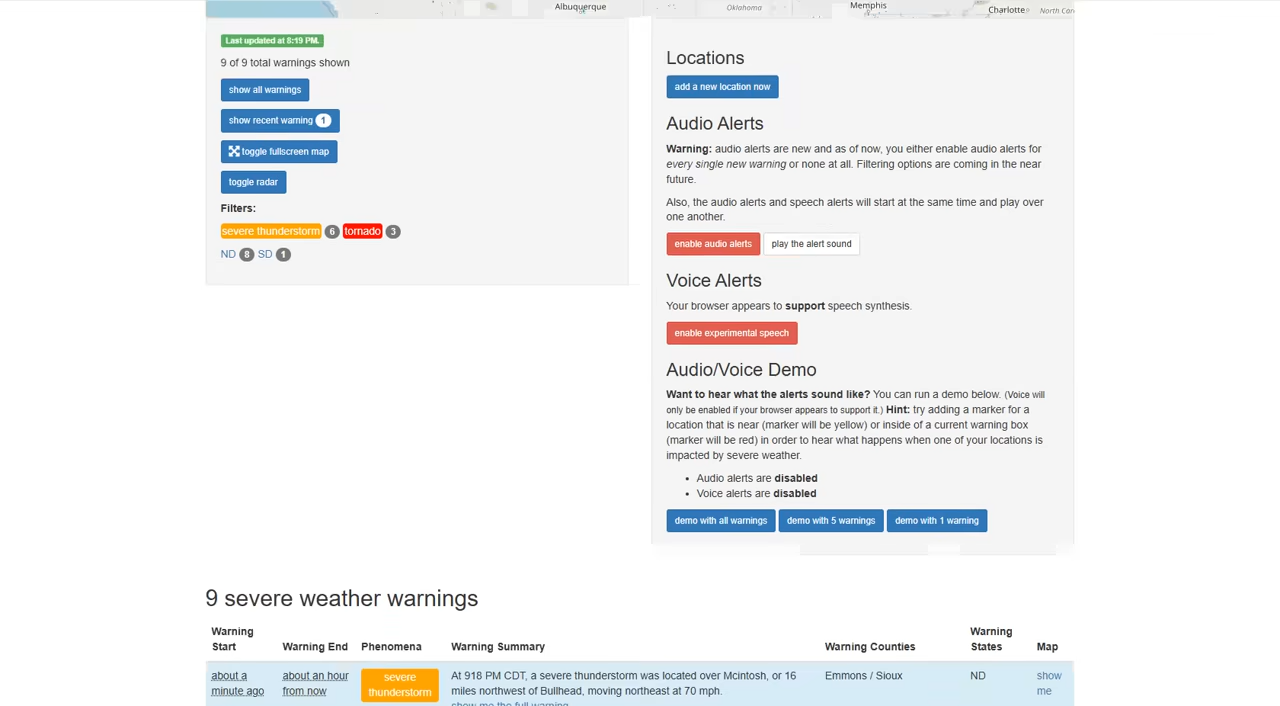 Albuquerque
Oklahoma
Memphis
Charlotte
North Car
Last updated at 8:19 PM.
9 of 9 total warnings shown
show all warnings
show recent warning 1
toggle fullscreen map
toggle radar
Filters:
severe thunderstorm 6 tornado 3
ND 8 SD 1
Locations
add a new location now
Audio Alerts
Warning: audio alerts are new and as of now, you either enable audio alerts for
every single new warning or none at all. Filtering options are coming in the near
future.
Also, the audio alerts and speech alerts will start at the same time and play over
one another.
enable audio alerts play the alert sound
Voice Alerts
Your browser appears to support speech synthesis.
enable experimental speech
Audio/Voice Demo
Want to hear what the alerts sound like? You can run a demo below. (Voice will
only be enabled if your browser appears to support it.) Hint: try adding a marker for a
location that is near (marker will be yellow) or inside of a current warning box
(marker will be red) in order to hear what happens when one of your locations is
impacted by severe weather.
• Audio alerts are disabled
• Voice alerts are disabled
demo with all warnings demo with 5 warnings demo with 1 warning
9 severe weather warnings
Warning Start Warning End Phenomena Warning Summary Warning Counties Warning States Map
about a
minute ago
about an hour
from now
severe
thunderstorm
At 918 PM CDT, a severe thunderstorm was located over Mcintosh, or 16
miles northwest of Bullhead, moving northeast at 70 mph.
show me the full warning
Emmons / Sioux
ND
show
me